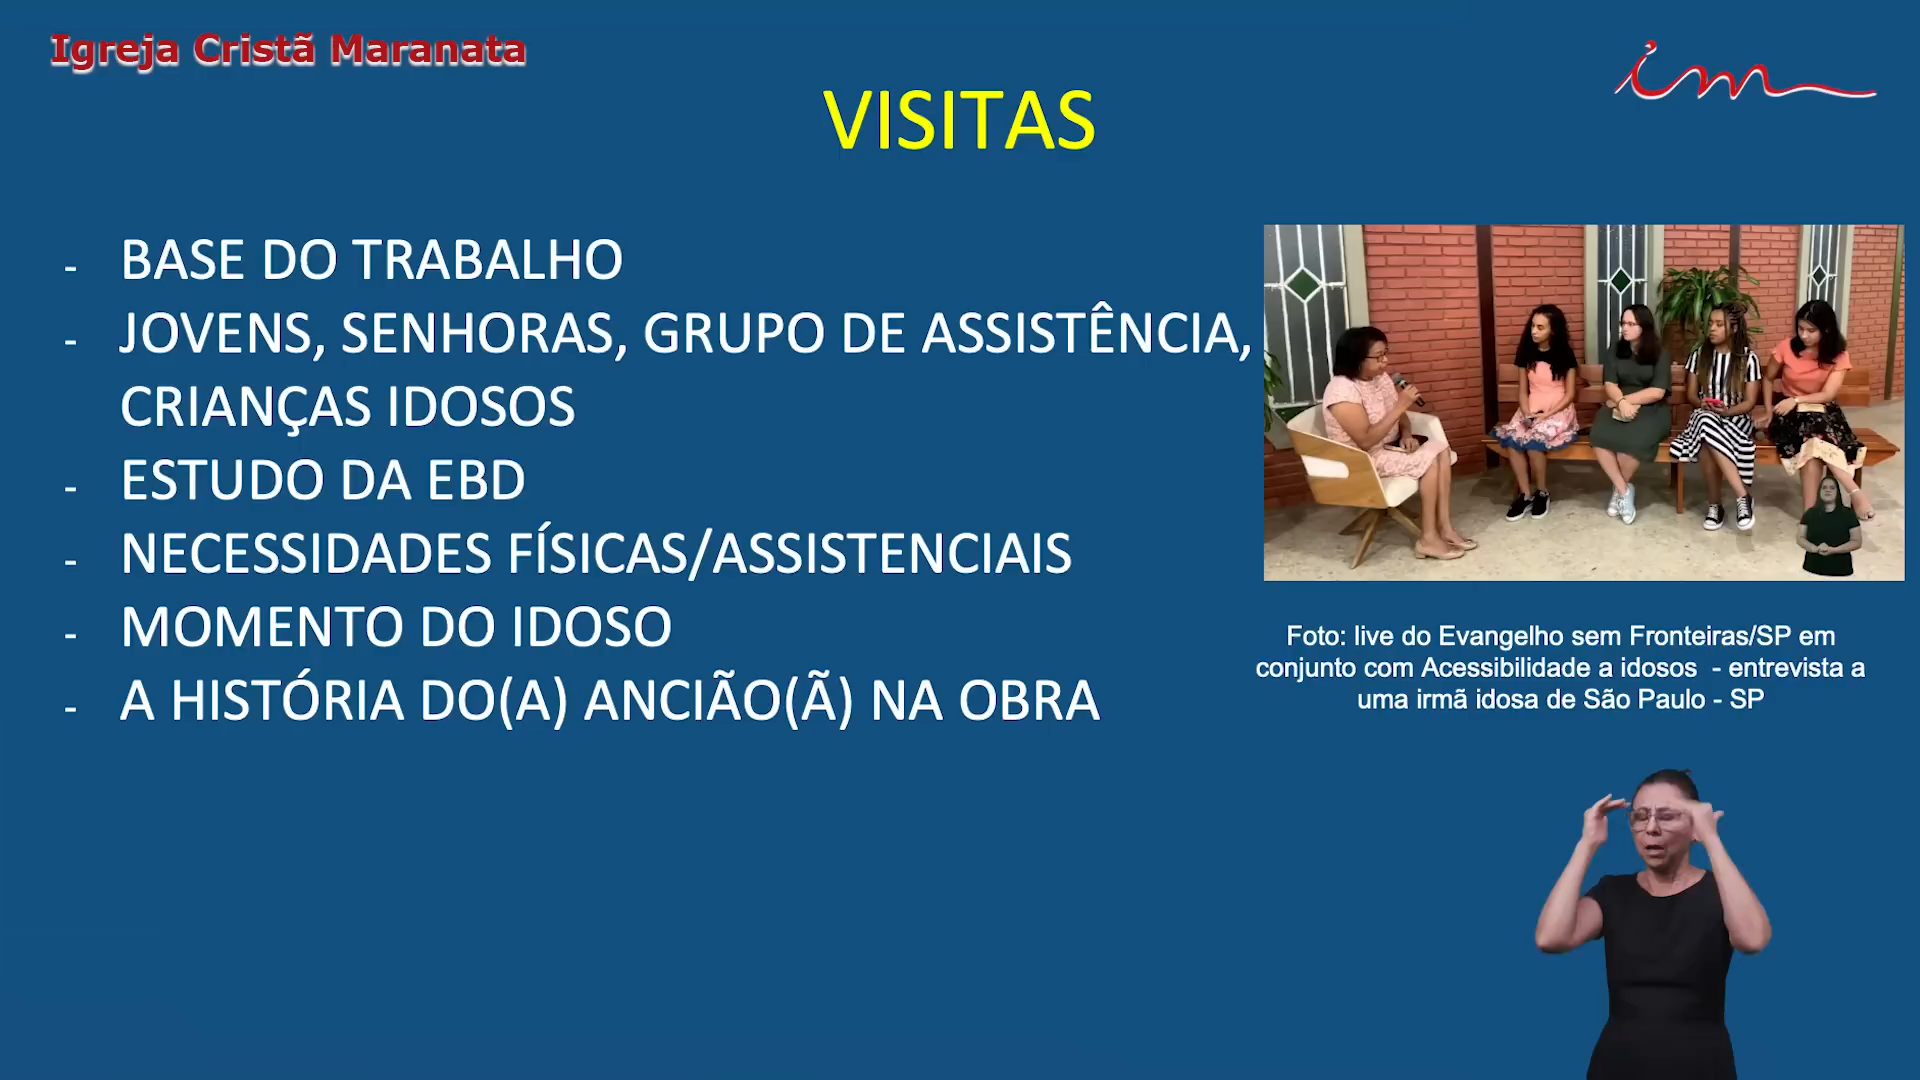 Igreja Cristã Maranata
im
VISITAS
- BASE DO TRABALHO
- JOVENS, SENHORAS, GRUPO DE ASSISTÊNCIA,
CRIANÇAS IDOSOS
- ESTUDO DA EBD
- NECESSIDADES FÍSICAS/ASSISTENCIAIS
- MOMENTO DO IDOSO
- A HISTÓRIA DO(A) ANCIÃO(Ã) NA OBRA
Foto: live do Evangelho sem Fronteiras/SP em
conjunto com Acessibilidade a idosos - entrevista a
uma irmã idosa de São Paulo - SP